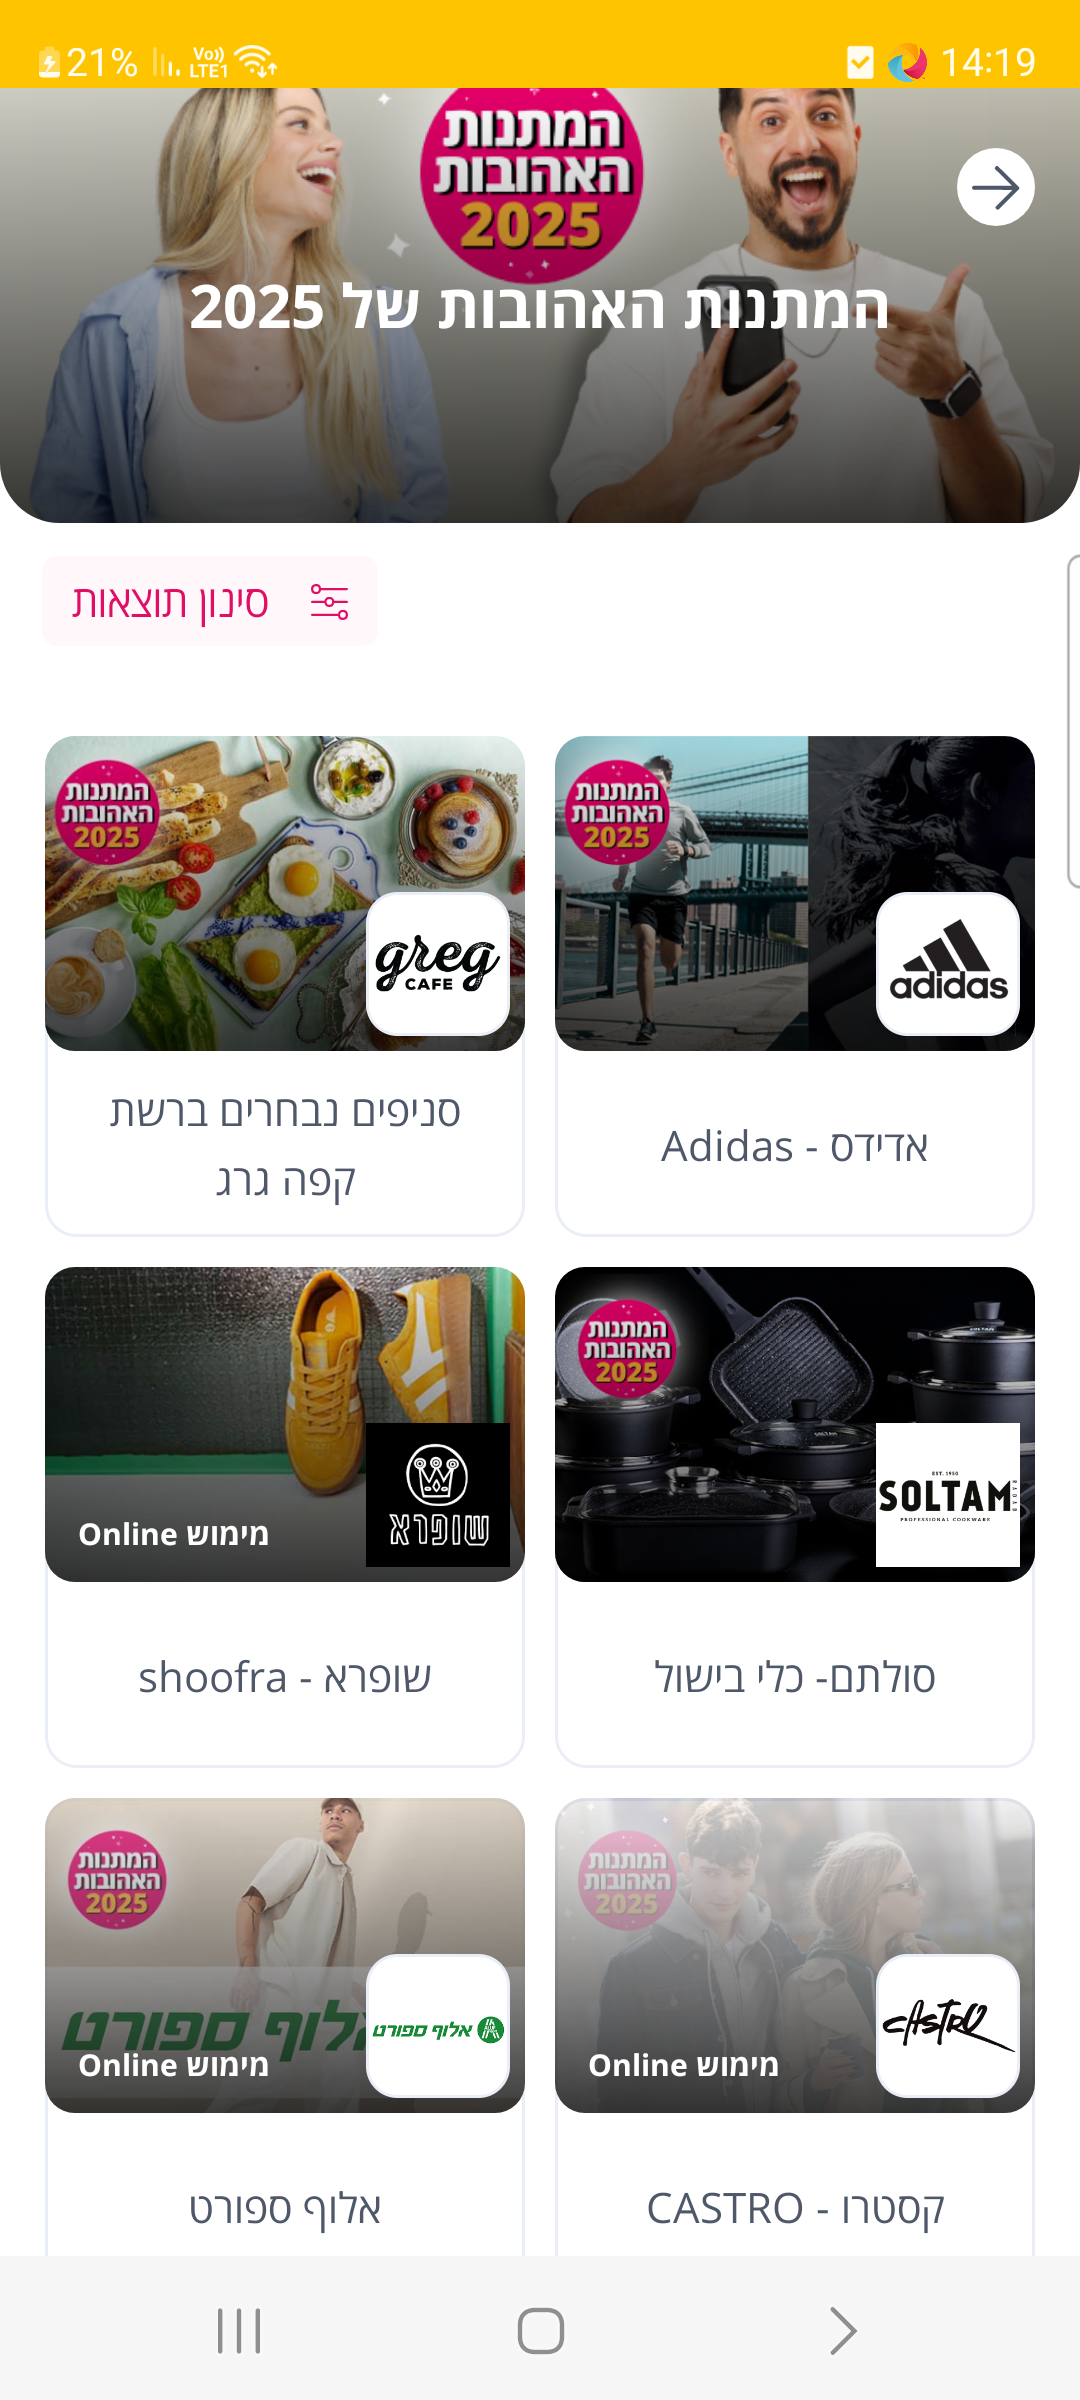 21%
Vo))
LTE1
14:19
המתנות
האהובות
2025
המתנות האהובות של 2025
סינון תוצאות
המתנות
האהובות
2025
adidas
אדידס - Adidas
המתנות
האהובות
2025
greg
CAFE
סניפים נבחרים ברשת
קפה גרג
המתנות
האהובות
2025
SOLTAM
EST. 1950
SOLTAM
PROFESSIONAL COOKWARE
סולתם- כלי בישול
מימוש Online
שופרא
שופרא - shoofra
המתנות
האהובות
2025
מימוש Online
CASTRO
קסטרו - CASTRO
המתנות
האהובות
2025
אלוף ספורט
מימוש Online
אלוף ספורט
אלוף ספורט